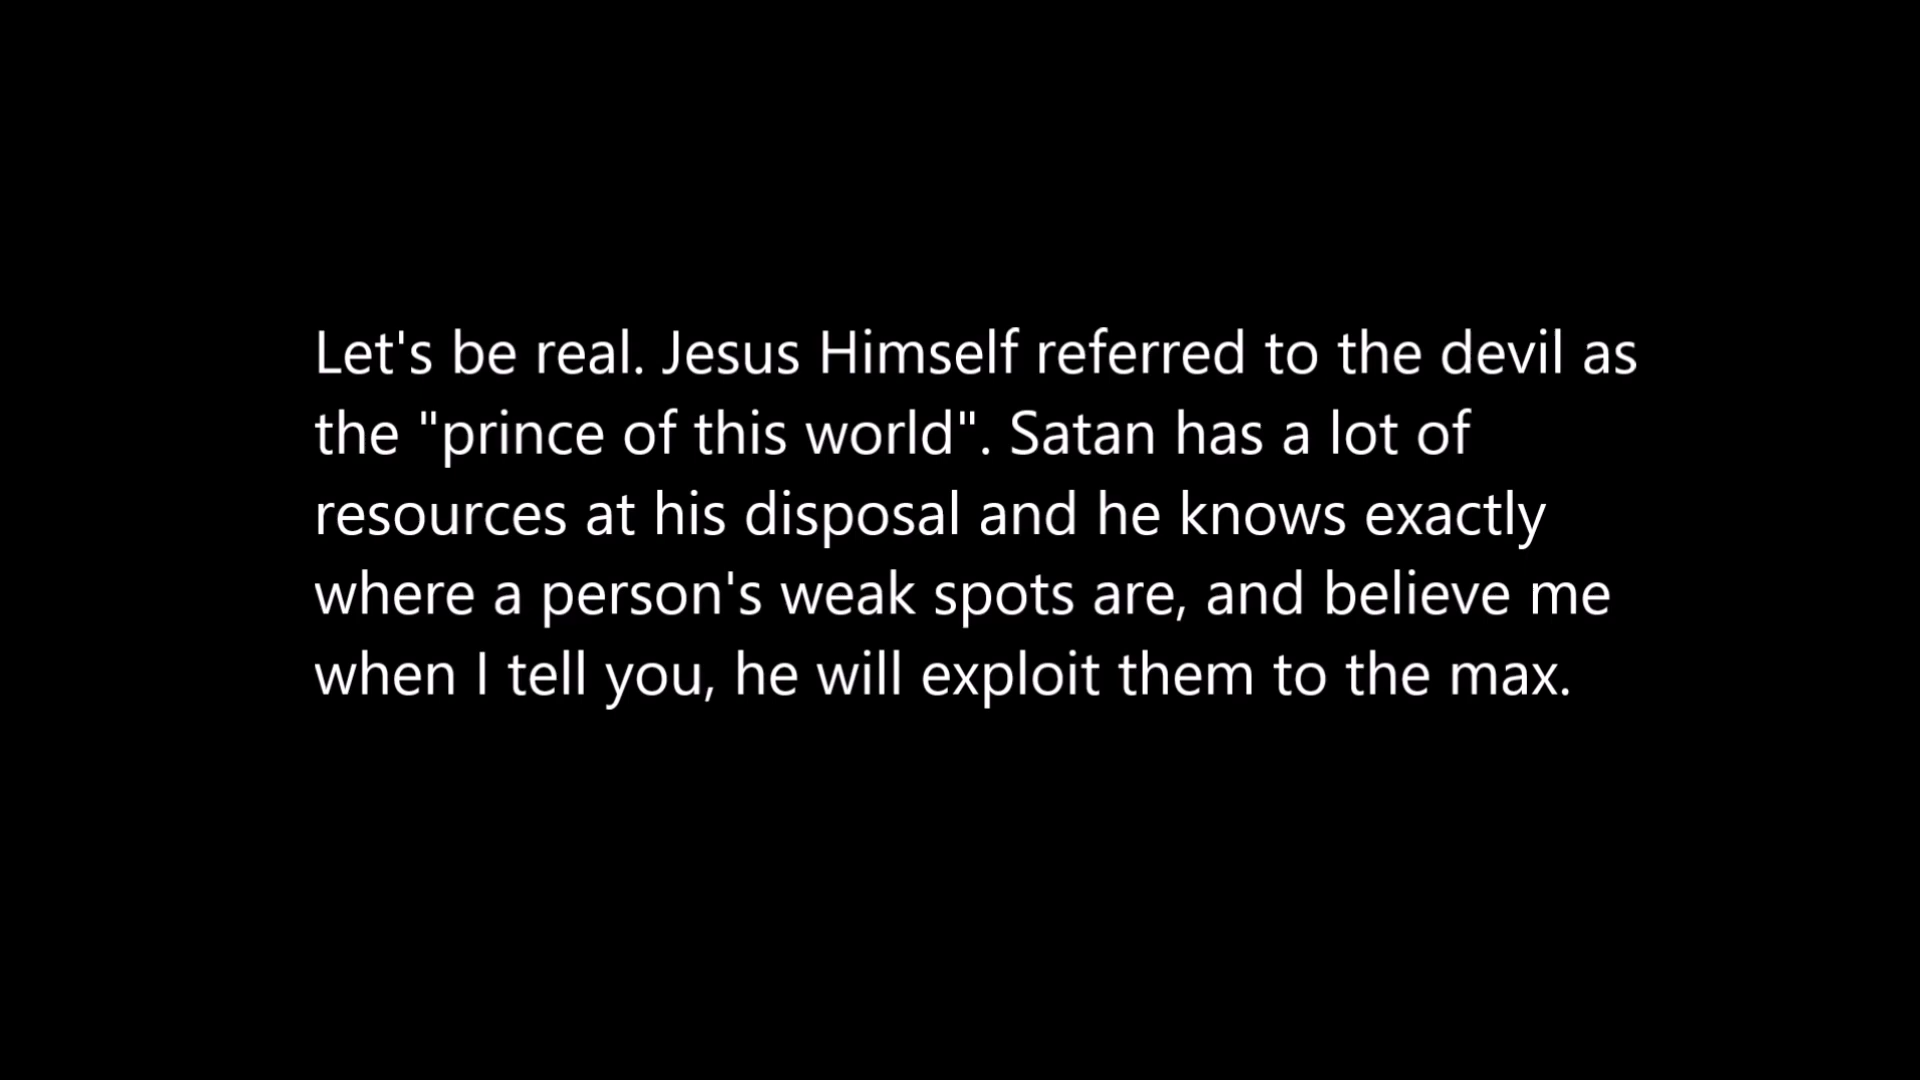 Let's be real. Jesus Himself referred to the devil as
the "prince of this world". Satan has a lot of
resources at his disposal and he knows exactly
where a person's weak spots are, and believe me
when I tell you, he will exploit them to the max.